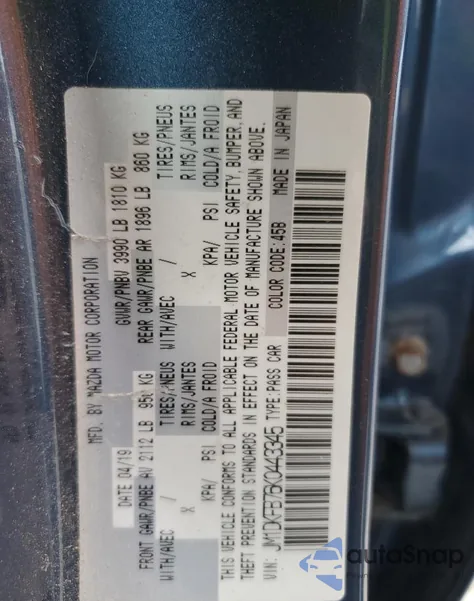 MFD. BY MAZDA MOTOR CORPORATION
DATE 04/19 GVWR/PNBV 3990 LB 1810 KG
FRONT GAWR/PNBE AV 2112 LB KG REAR GAWR/PNBE AR 1896 LB 860 KG
WITH/AVEC / TIRES/PNEUS WITH/AVEC / TIRES/PNEUS
X RIMS/JANTES X RIMS/JANTES
KPA/ PSI COLD/A FROID KPA/ PSI COLD/A FROID
THIS VEHICLE CONFORMS TO ALL APPLICABLE FEDERAL MOTOR VEHICLE SAFETY, BUMPER, AND
THEFT PREVENTION STANDARDS IN EFFECT ON THE DATE OF MANUFACTURE SHOWN ABOVE.
VIN: JM1DKFB78K0443345 TYPE:PASS CAR COLOR CODE:45B MADE IN JAPAN
autoSnap